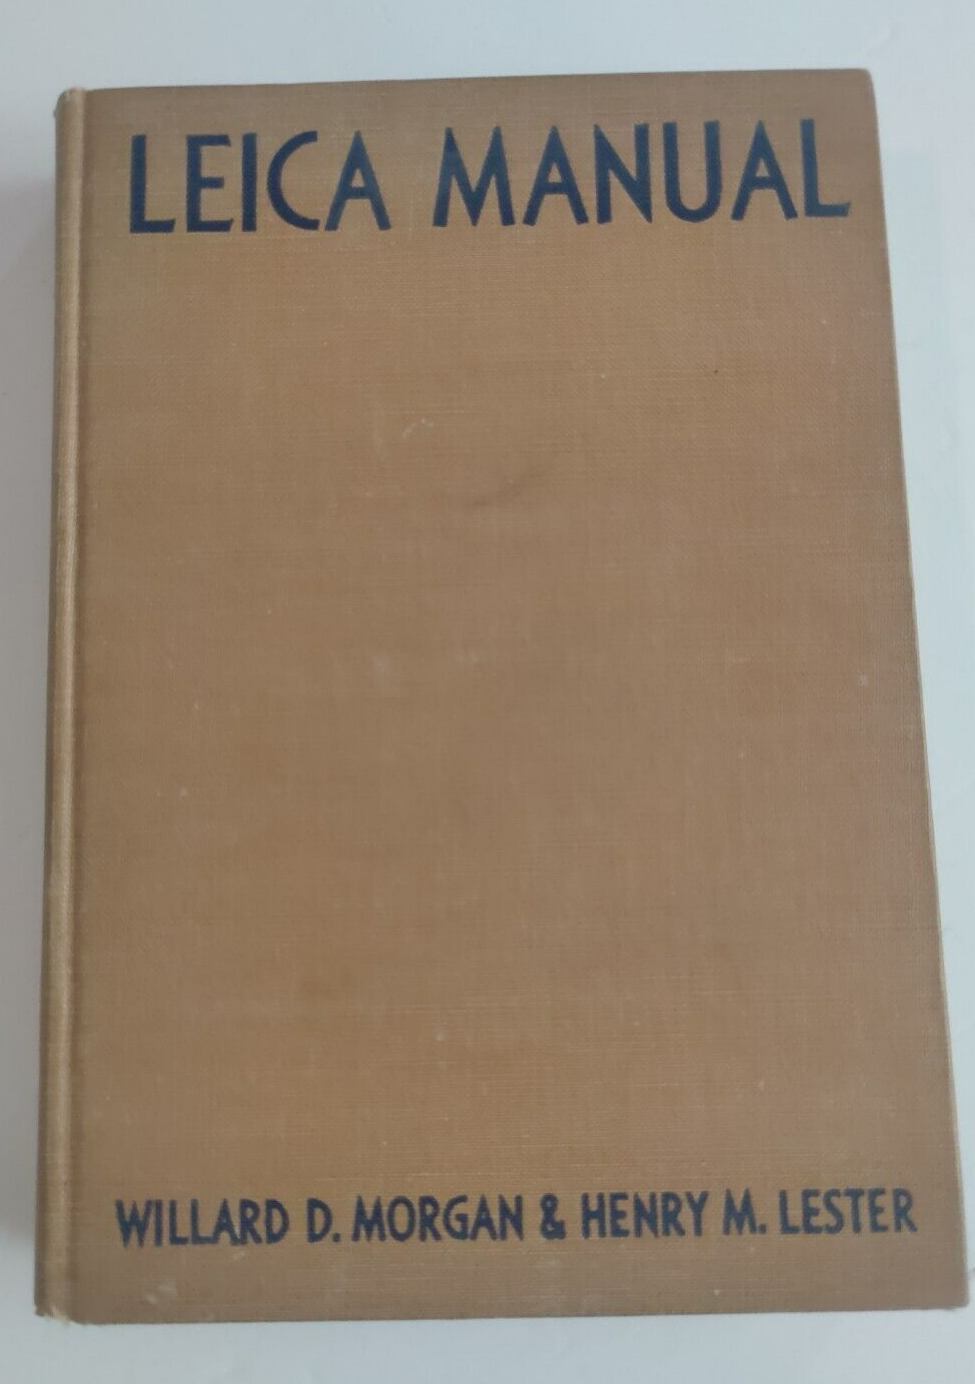 LEICA MANUAL
WILLARD D. MORGAN & HENRY M. LESTER